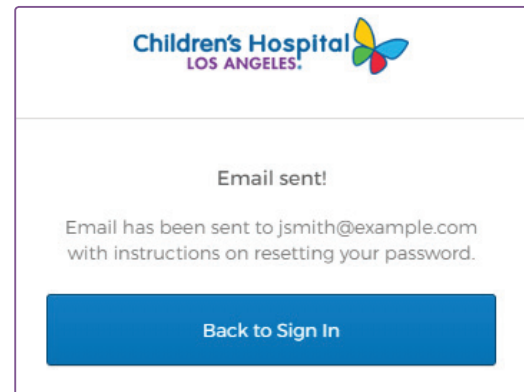 Children's Hospital
LOS ANGELES.
Email sent!
Email has been sent to jsmith@example.com
with instructions on resetting your password.
Back to Sign In